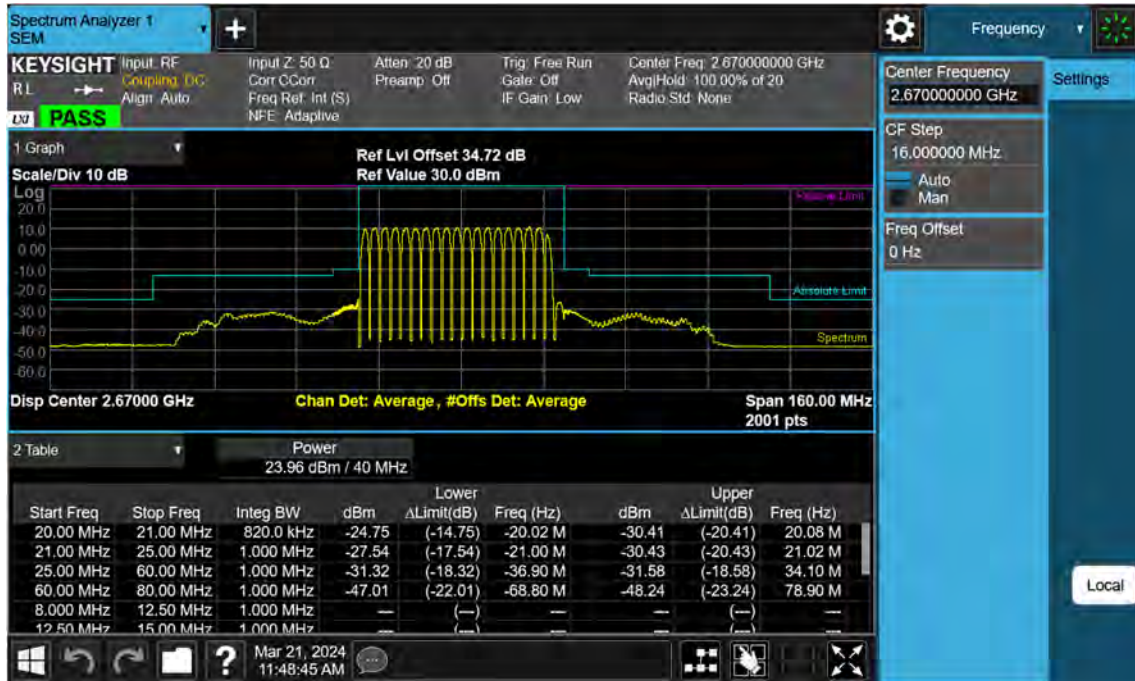 Spectrum Analyzer 1
SEM
+
Frequency
KEYSIGHT
RL
LXI PASS
Input: RF
Coupling: DC
Align: Auto
Input Z: 50 Ω
Corr CCorr
Freq Ref: Int (S)
NFE: Adaptive
Atten: 20 dB
Preamp: Off
Trig: Free Run
Gate: Off
IF Gain: Low
Center Freq: 2.670000000 GHz
Avg|Hold: 100.00% of 20
Radio Std: None
Center Frequency
2.670000000 GHz
Settings
CF Step
16.000000 MHz
Auto
Man
Freq Offset
0 Hz
1 Graph
Scale/Div 10 dB
Ref Lvl Offset 34.72 dB
Ref Value 30.0 dBm
Log
20.0
10.0
0.00
-10.0
-20.0
-30.0
-40.0
-50.0
-60.0
Relative Limit
Absolute Limit
Spectrum
Disp Center 2.67000 GHz
Chan Det: Average , #Offs Det: Average
Span 160.00 MHz
2001 pts
2 Table
Power
23.96 dBm / 40 MHz
Lower Upper
Start Freq Stop Freq Integ BW dBm ΔLimit(dB) Freq (Hz) dBm ΔLimit(dB) Freq (Hz)
20.00 MHz 21.00 MHz 820.0 kHz -24.75 (-14.75) -20.02 M -30.41 (-20.41) 20.08 M
21.00 MHz 25.00 MHz 1.000 MHz -27.54 (-17.54) -21.00 M -30.43 (-20.43) 21.02 M
25.00 MHz 60.00 MHz 1.000 MHz -31.32 (-18.32) -36.90 M -31.58 (-18.58) 34.10 M
60.00 MHz 80.00 MHz 1.000 MHz -47.01 (-22.01) -68.80 M -48.24 (-23.24) 78.90 M
8.000 MHz 12.50 MHz 1.000 MHz --- (---) --- --- (---) ---
12.50 MHz 15.00 MHz 1.000 MHz --- (---) --- --- (---) ---
Local
?
Mar 21, 2024
11:48:45 AM